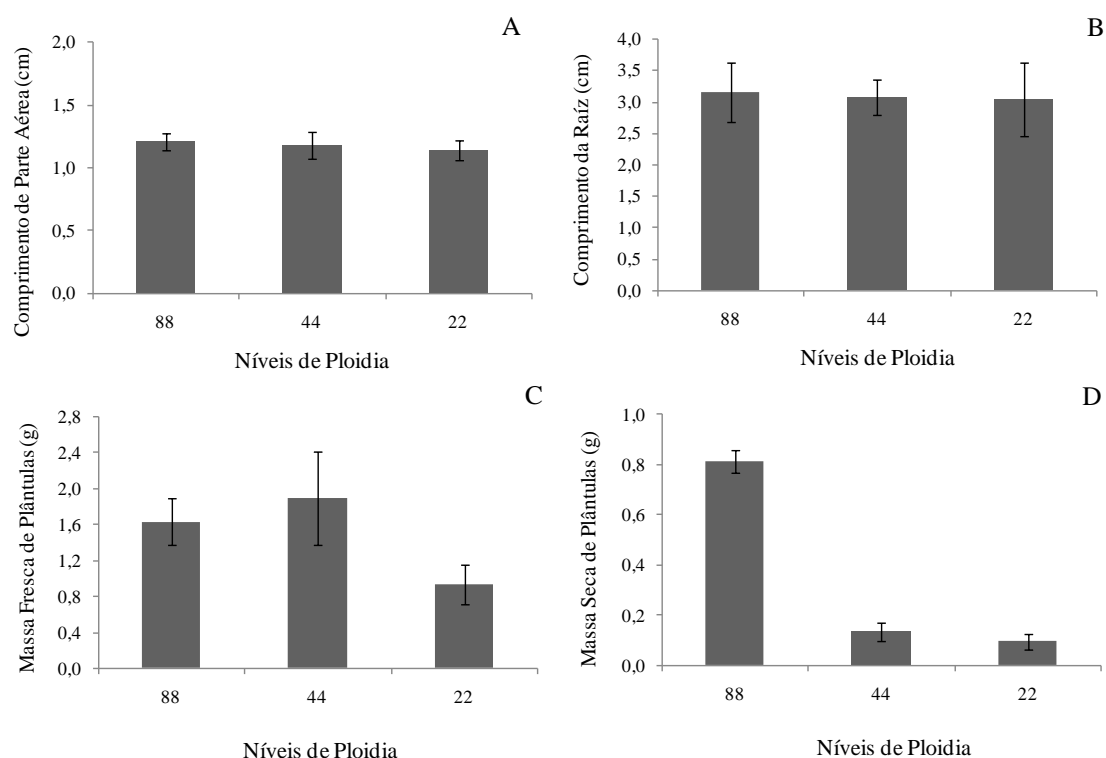 A
Comprimento de Parte Aérea (cm)
2,0
1,5
1,0
0,5
0,0
88 44 22
Níveis de Ploidia
B
Comprimento da Raíz (cm)
4,0
3,5
3,0
2,5
2,0
1,5
1,0
0,5
0,0
88 44 22
Níveis de Ploidia
C
Massa Fresca de Plântulas (g)
2,8
2,4
2,0
1,6
1,2
0,8
0,4
0,0
88 44 22
Níveis de Ploidia
D
Massa Seca de Plântulas (g)
1,0
0,8
0,6
0,4
0,2
0,0
88 44 22
Níveis de Ploidia